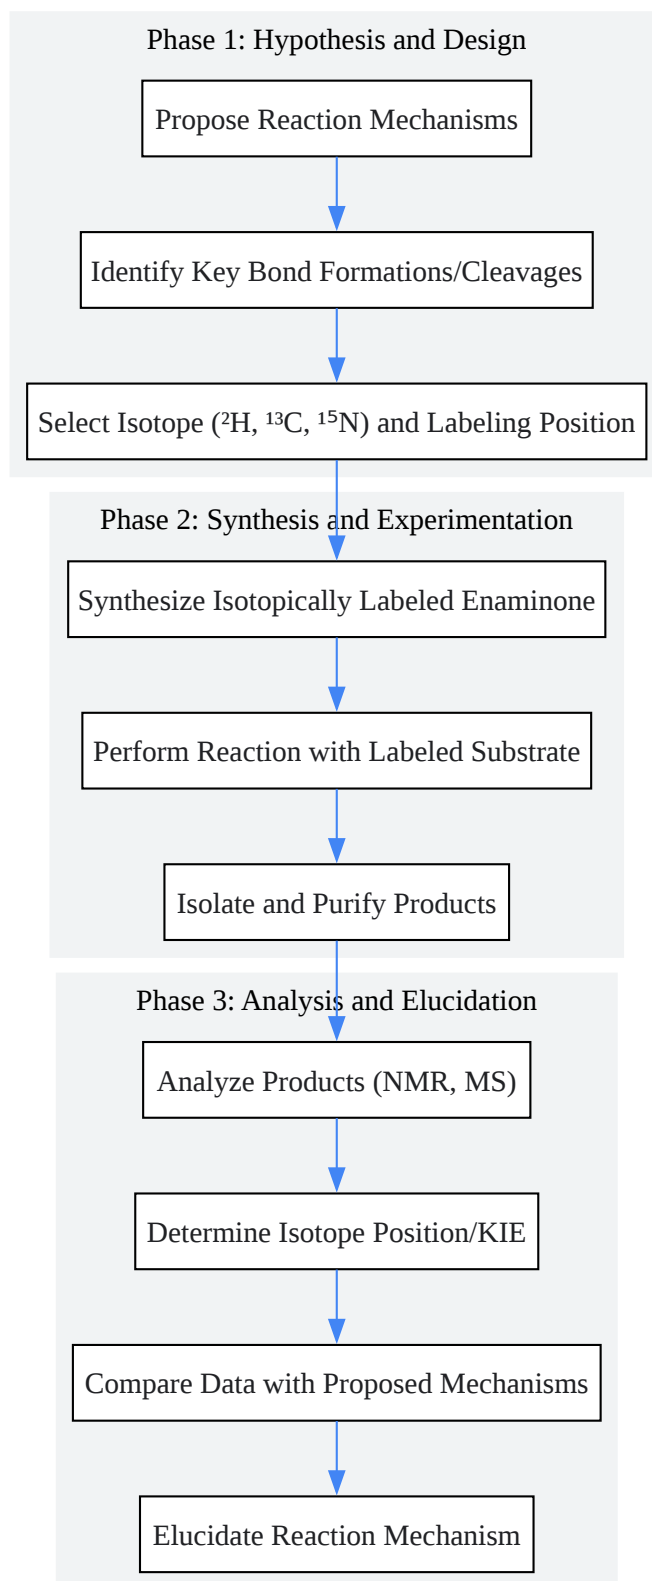 Phase 1: Hypothesis and Design
Propose Reaction Mechanisms
Identify Key Bond Formations/Cleavages
Select Isotope (²H, ¹³C, ¹⁵N) and Labeling Position
Phase 2: Synthesis and Experimentation
Synthesize Isotopically Labeled Enaminone
Perform Reaction with Labeled Substrate
Isolate and Purify Products
Phase 3: Analysis and Elucidation
Analyze Products (NMR, MS)
Determine Isotope Position/KIE
Compare Data with Proposed Mechanisms
Elucidate Reaction Mechanism